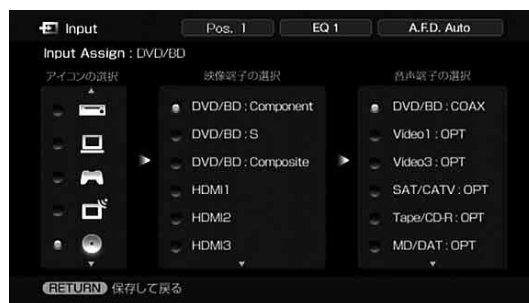 Input Pos. 1 EQ 1 A.F.D. Auto
Input Assign : DVD/BD
アイコンの選択 映像端子の選択 音声端子の選択
DVD/BD : Component DVD/BD : COAX
DVD/BD : S Video1 : OPT
DVD/BD : Composite Video3 : OPT
HDMI1 SAT/CATV : OPT
HDMI2 Tape/CD-R : OPT
HDMI3 MD/DAT : OPT
RETURN 保存して戻る